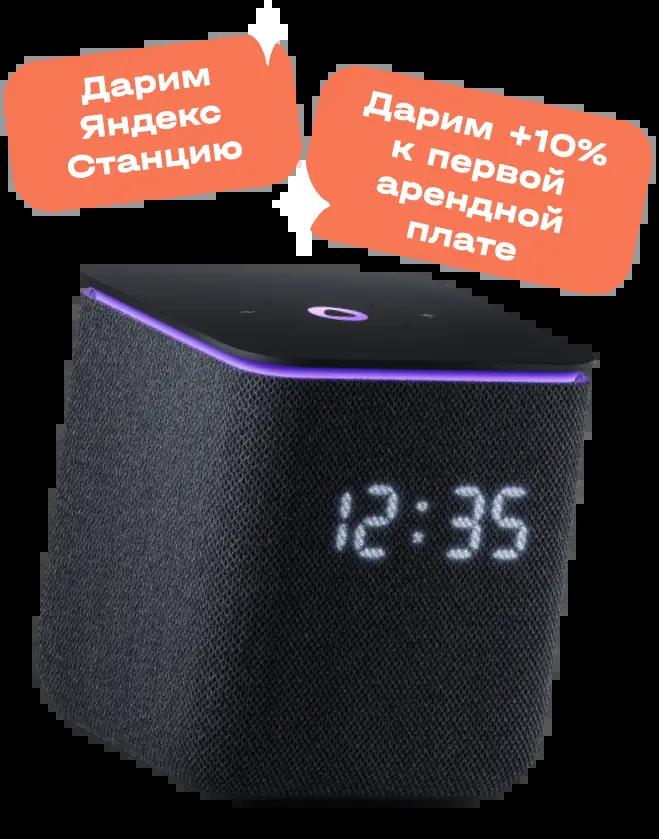 Дарим
Яндекс
Станцию
Дарим +10%
к первой
арендной
плате
12:35